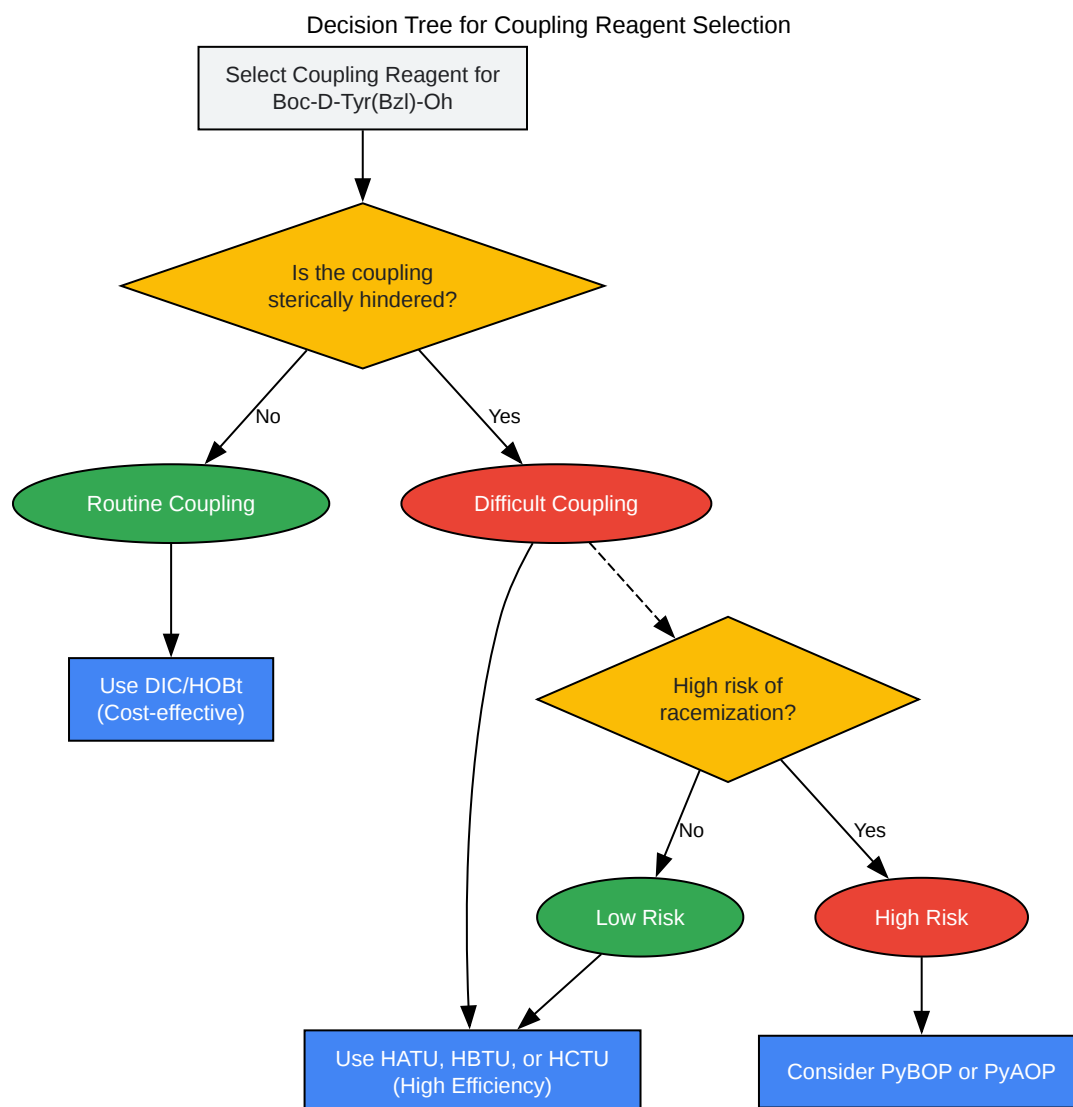 Decision Tree for Coupling Reagent Selection
Select Coupling Reagent for
Boc-D-Tyr(Bzl)-Oh
Is the coupling
sterically hindered?
No
Yes
Routine Coupling
Difficult Coupling
Use DIC/HOBt
(Cost-effective)
High risk of
racemization?
No
Yes
Low Risk
High Risk
Use HATU, HBTU, or HCTU
(High Efficiency)
Consider PyBOP or PyAOP